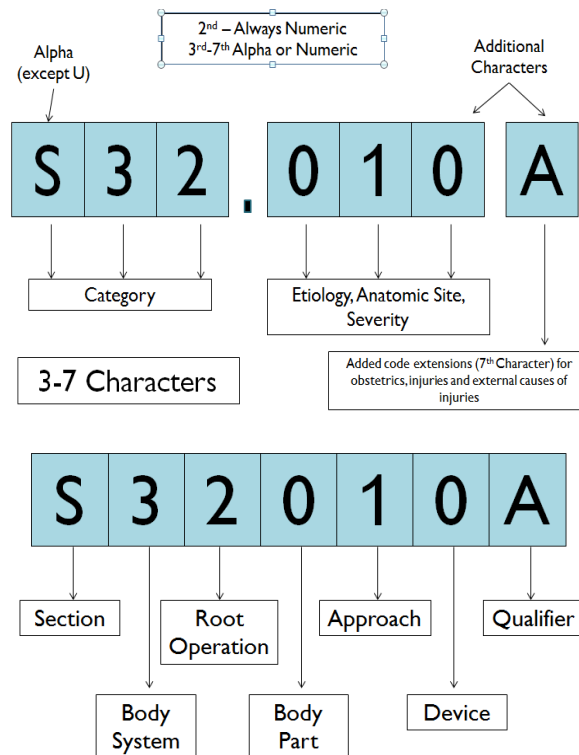 2nd – Always Numeric
3rd-7th Alpha or Numeric
Alpha
(except U)
Additional
Characters
S 3 2 . 0 1 0 A
Category
Etiology, Anatomic Site,
Severity
3-7 Characters
Added code extensions (7th Character) for
obstetrics, injuries and external causes of
injuries
S 3 2 0 1 0 A
Section
Root
Operation
Approach
Qualifier
Body
System
Body
Part
Device